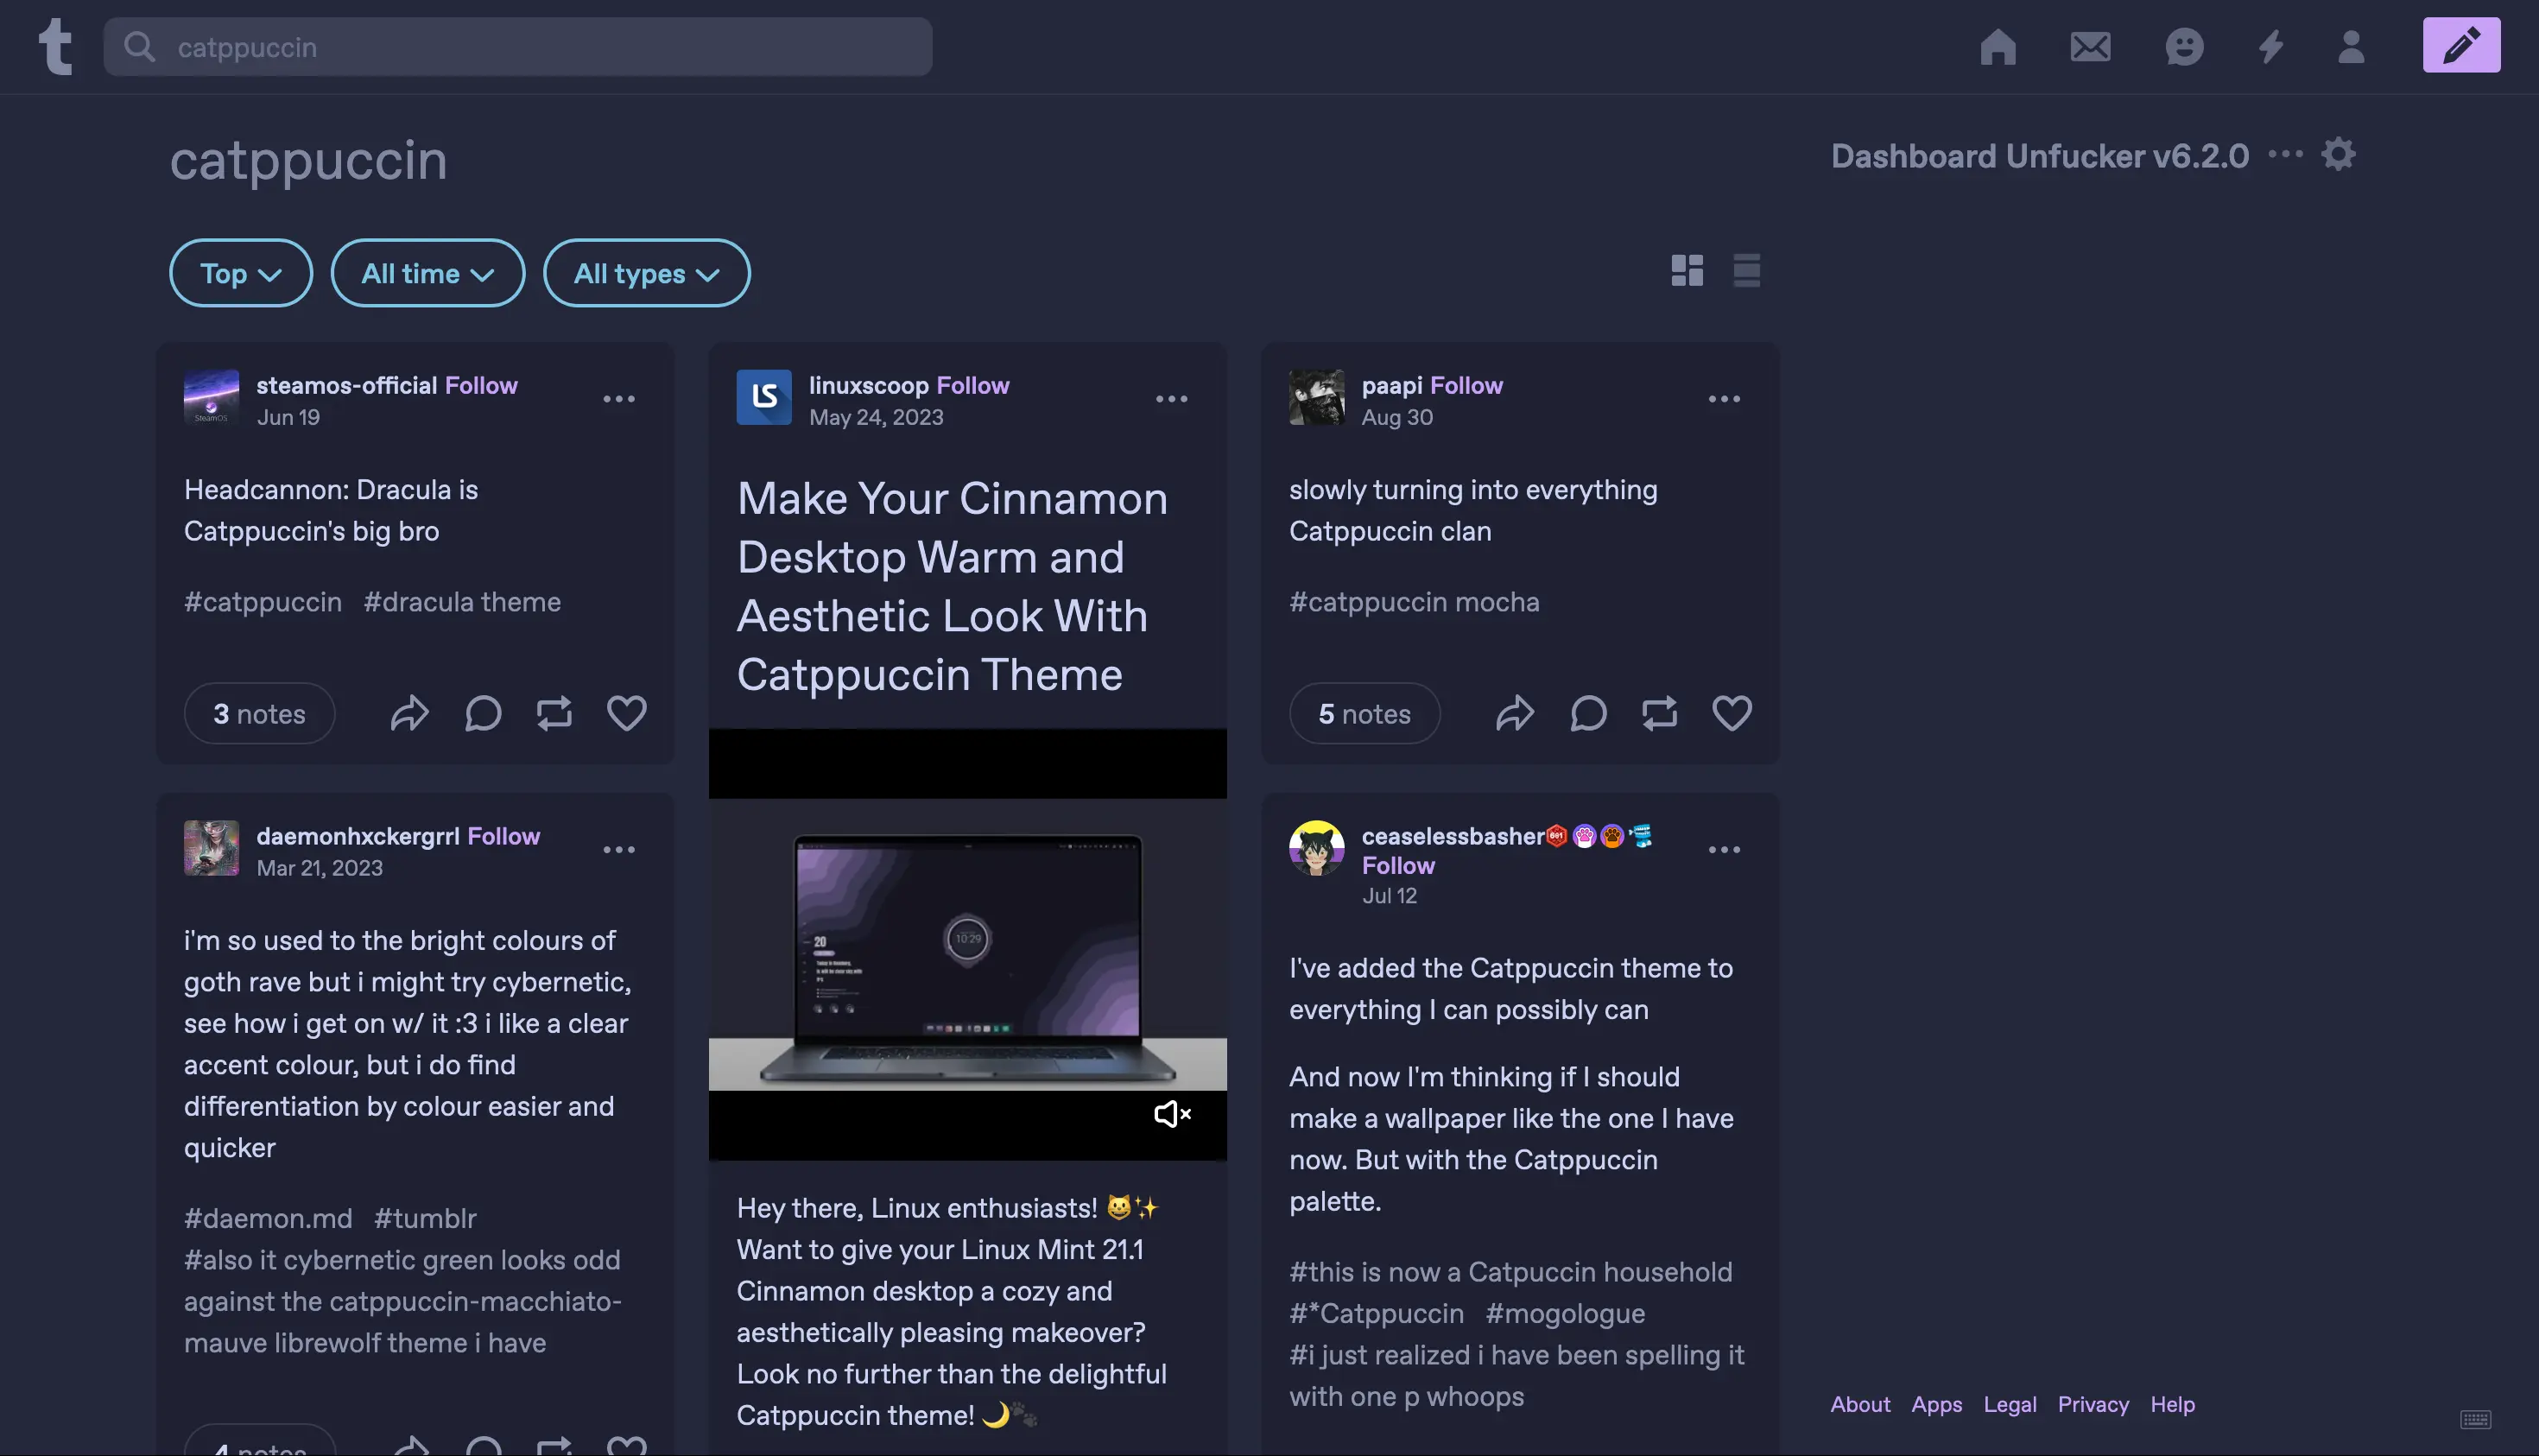 t
catppuccin
catppuccin
Dashboard Unfucker v6.2.0
Top
All time
All types
steamos-official Follow
Jun 19
Headcannon: Dracula is
Catppuccin's big bro
#catppuccin #dracula theme
3 notes
LS
linuxscoop Follow
May 24, 2023
Make Your Cinnamon
Desktop Warm and
Aesthetic Look With
Catppuccin Theme
20
10:29
Hey there, Linux enthusiasts! 😺✨
Want to give your Linux Mint 21.1
Cinnamon desktop a cozy and
aesthetically pleasing makeover?
Look no further than the delightful
Catppuccin theme! 🌙🐾
paapi Follow
Aug 30
slowly turning into everything
Catppuccin clan
#catppuccin mocha
5 notes
daemonhxckergrrl Follow
Mar 21, 2023
i'm so used to the bright colours of
goth rave but i might try cybernetic,
see how i get on w/ it :3 i like a clear
accent colour, but i do find
differentiation by colour easier and
quicker
#daemon.md #tumblr
#also it cybernetic green looks odd
against the catppuccin-macchiato-
mauve librewolf theme i have
4 notes
ceaselessbasher
Follow
Jul 12
I've added the Catppuccin theme to
everything I can possibly can
And now I'm thinking if I should
make a wallpaper like the one I have
now. But with the Catppuccin
palette.
#this is now a Catpuccin household
#*Catppuccin #mogologue
#i just realized i have been spelling it
with one p whoops
About Apps Legal Privacy Help